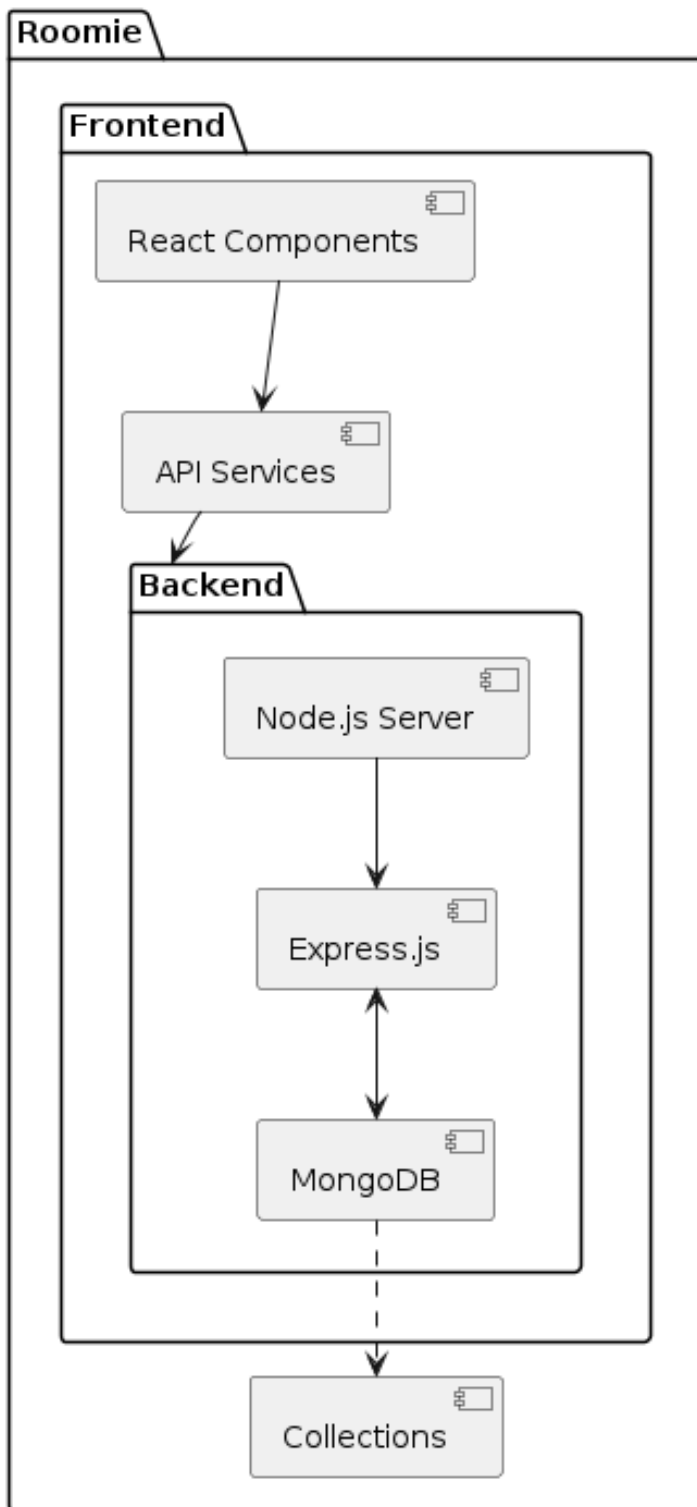 Roomie
Frontend
React Components
API Services
Backend
Node.js Server
Express.js
MongoDB
Collections